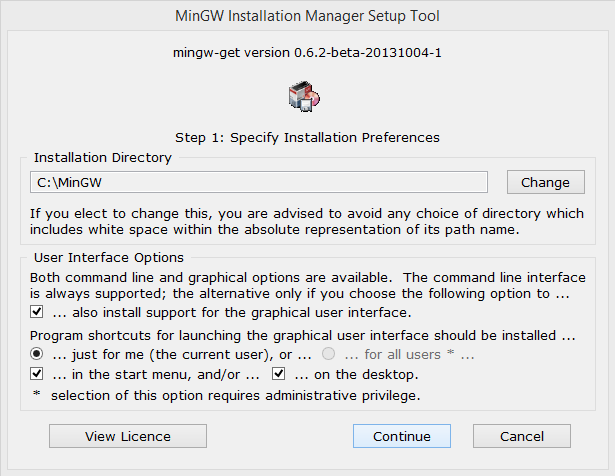 MinGW Installation Manager Setup Tool
mingw-get version 0.6.2-beta-20131004-1
Step 1: Specify Installation Preferences
Installation Directory
C:\MinGW
Change
If you elect to change this, you are advised to avoid any choice of directory which
includes white space within the absolute representation of its path name.
User Interface Options
Both command line and graphical options are available.  The command line interface
is always supported; the alternative only if you choose the following option to ...
... also install support for the graphical user interface.
Program shortcuts for launching the graphical user interface should be installed ...
... just for me (the current user), or ... ... for all users * ...
... in the start menu, and/or ... ... on the desktop.
* selection of this option requires administrative privilege.
View Licence
Continue
Cancel